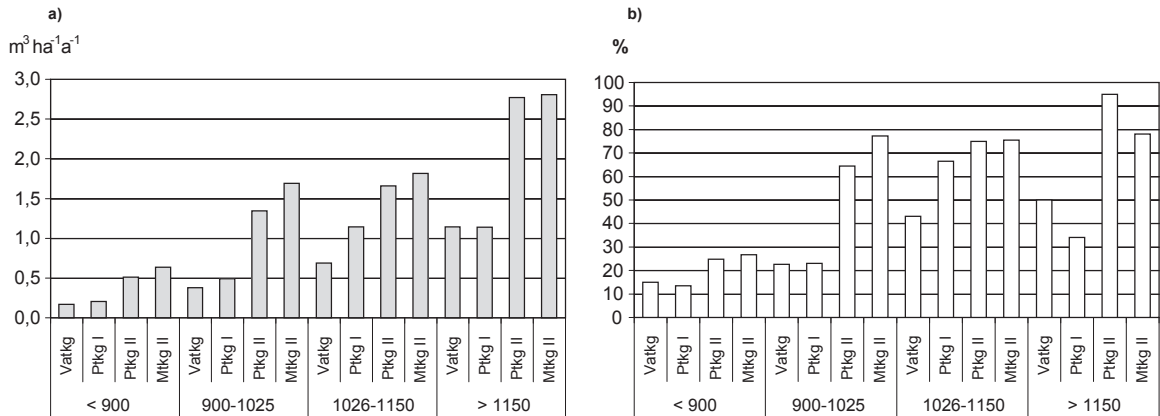 a)
m³ ha⁻¹a⁻¹
3,0
2,5
2,0
1,5
1,0
0,5
0,0
Vatkg Ptkg I Ptkg II Mtkg II Vatkg Ptkg I Ptkg II Mtkg II Vatkg Ptkg I Ptkg II Mtkg II Vatkg Ptkg I Ptkg II Mtkg II
< 900 900-1025 1026-1150 > 1150
b)
%
100
90
80
70
60
50
40
30
20
10
0
Vatkg Ptkg I Ptkg II Mtkg II Vatkg Ptkg I Ptkg II Mtkg II Vatkg Ptkg I Ptkg II Mtkg II Vatkg Ptkg I Ptkg II Mtkg II
< 900 900-1025 1026-1150 > 1150